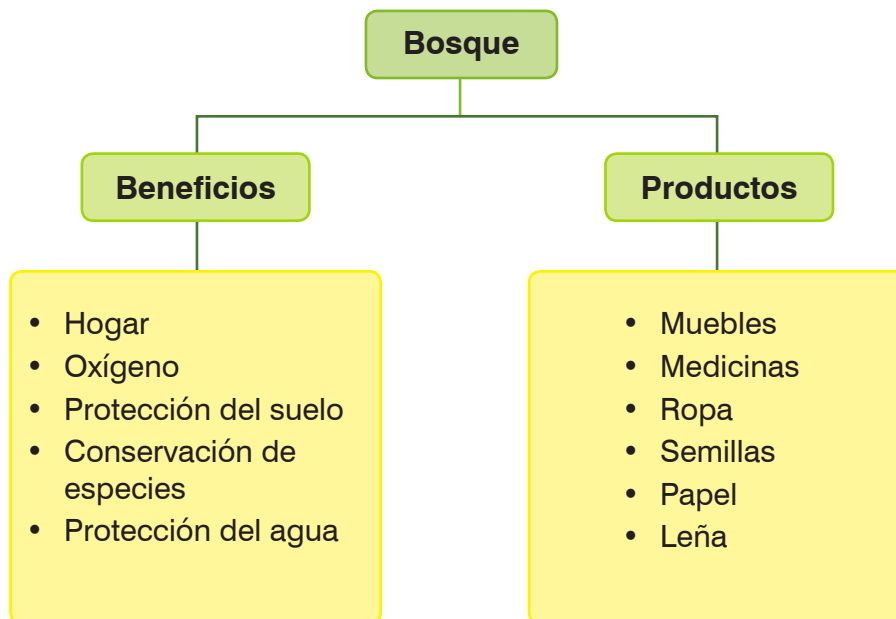 Bosque
Beneficios
• Hogar
• Oxígeno
• Protección del suelo
• Conservación de
especies
• Protección del agua
Productos
• Muebles
• Medicinas
• Ropa
• Semillas
• Papel
• Leña